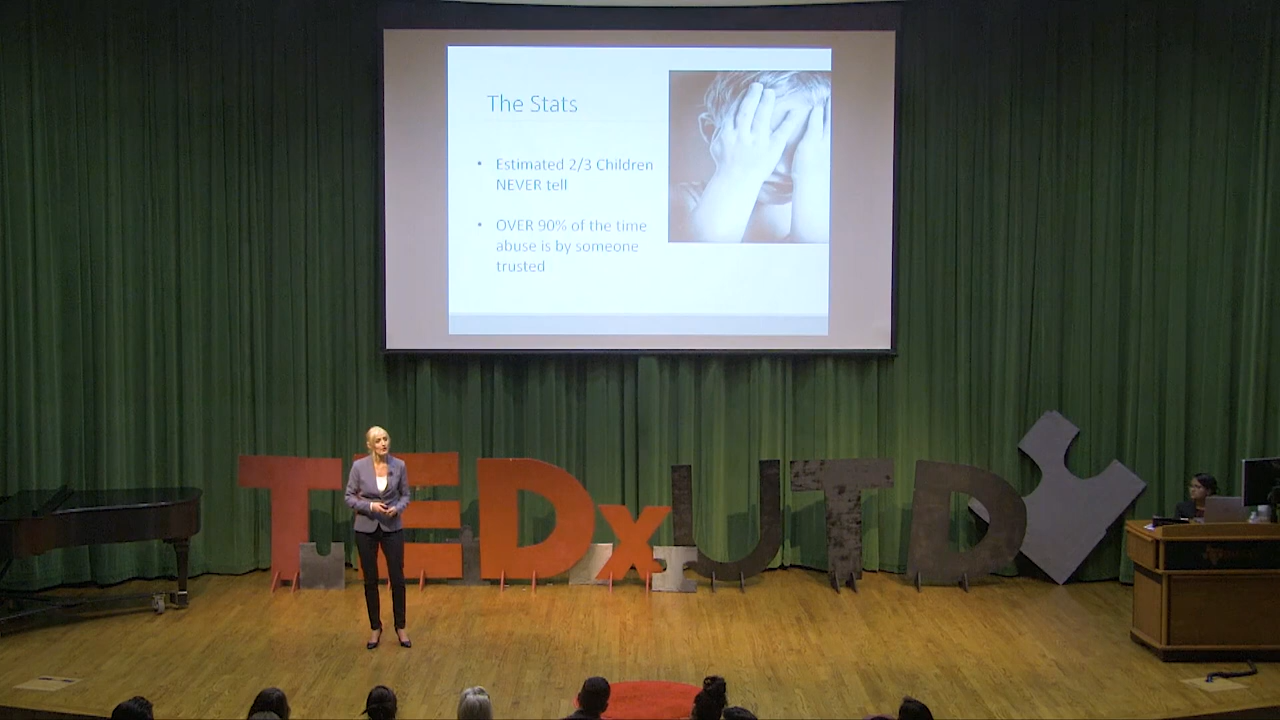 The Stats
• Estimated 2/3 Children
NEVER tell
• OVER 90% of the time
abuse is by someone
trusted
TEDxUTD